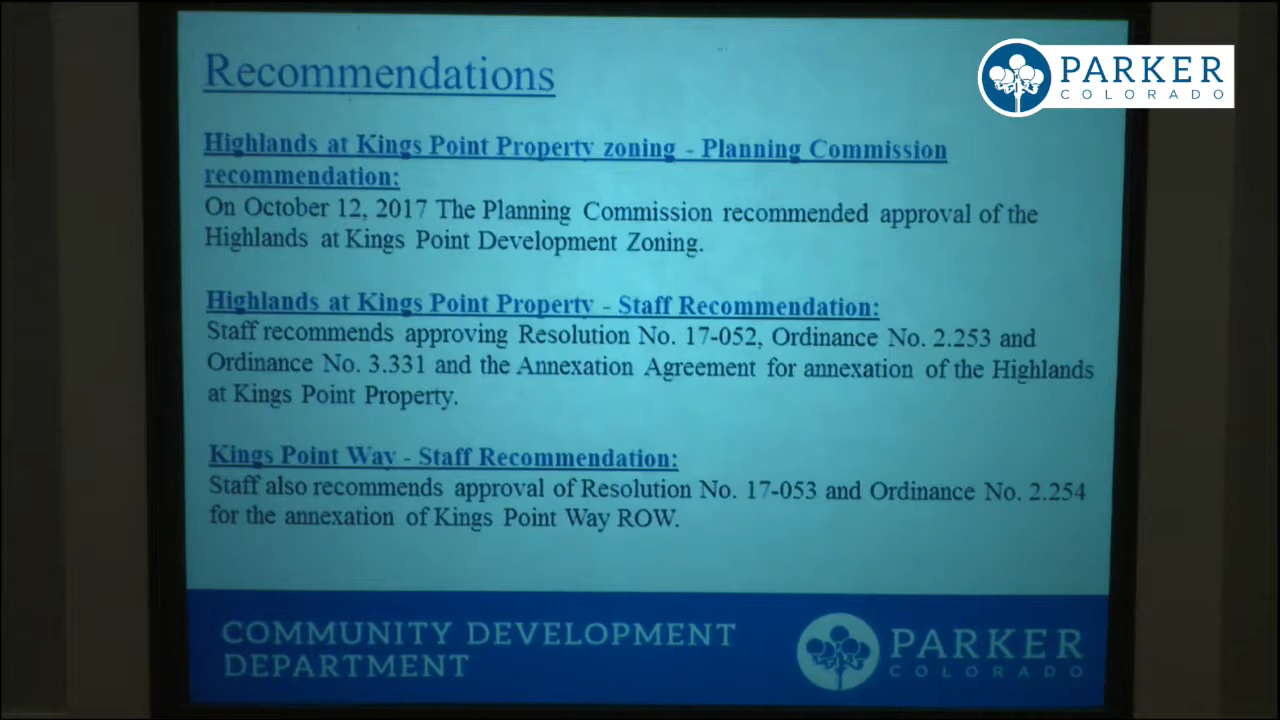 PARKER
COLORADO
Recommendations
Highlands at Kings Point Property zoning - Planning Commission
recommendation:
On October 12, 2017 The Planning Commission recommended approval of the
Highlands at Kings Point Development Zoning.
Highlands at Kings Point Property - Staff Recommendation:
Staff recommends approving Resolution No. 17-052, Ordinance No. 2.253 and
Ordinance No. 3.331 and the Annexation Agreement for annexation of the Highlands
at Kings Point Property.
Kings Point Way - Staff Recommendation:
Staff also recommends approval of Resolution No. 17-053 and Ordinance No. 2.254
for the annexation of Kings Point Way ROW.
COMMUNITY DEVELOPMENT
DEPARTMENT
PARKER
COLORADO